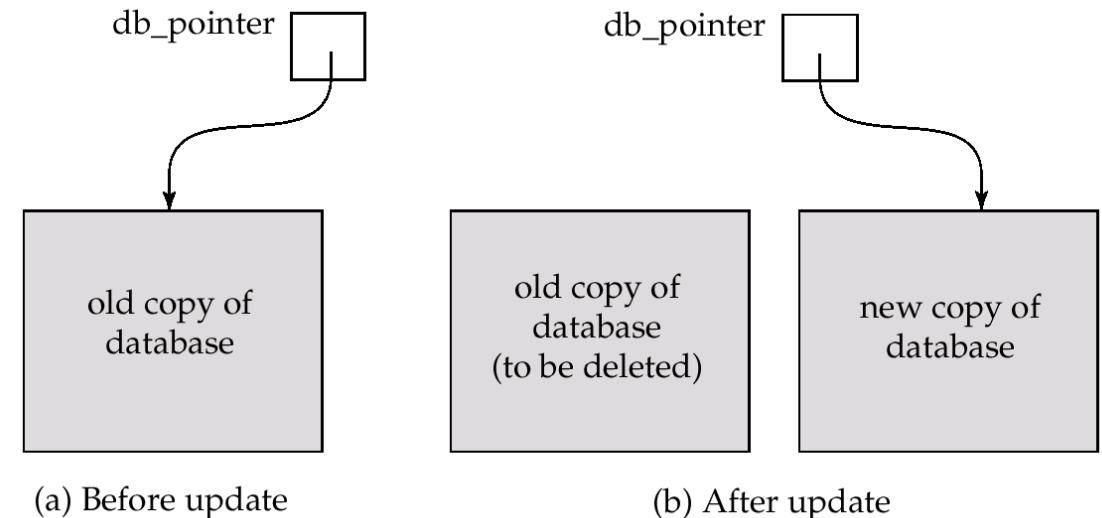 db_pointer
old copy of
database
(a) Before update
db_pointer
old copy of
database
(to be deleted)
new copy of
database
(b) After update